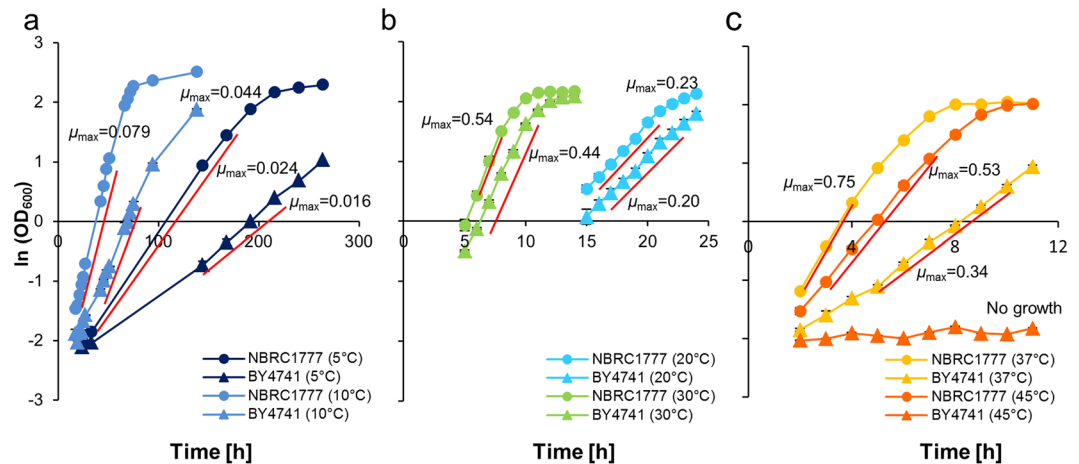 a
3
2
1
0
-1
-2
-3
ln (OD600)
0
100
200
300
μmax=0.044
μmax=0.079
μmax=0.024
μmax=0.016
NBRC1777 (5°C)
BY4741 (5°C)
NBRC1777 (10°C)
BY4741 (10°C)
Time [h]
b
0
5
10
15
20
25
μmax=0.54
μmax=0.44
μmax=0.23
μmax=0.20
NBRC1777 (20°C)
BY4741 (20°C)
NBRC1777 (30°C)
BY4741 (30°C)
Time [h]
c
0
4
8
12
μmax=0.75
μmax=0.53
μmax=0.34
No growth
NBRC1777 (37°C)
BY4741 (37°C)
NBRC1777 (45°C)
BY4741 (45°C)
Time [h]